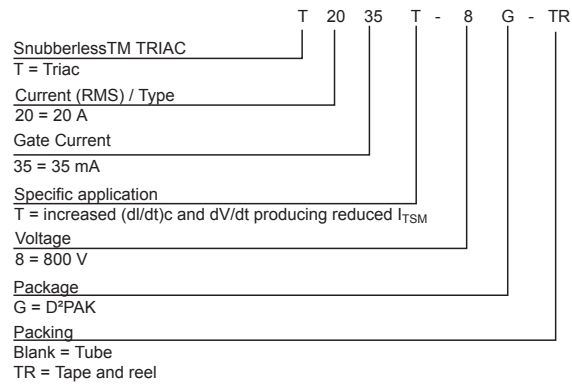 T 20 35 T - 8 G - TR
SnubberlessTM TRIAC
T = Triac
Current (RMS) / Type
20 = 20 A
Gate Current
35 = 35 mA
Specific application
T = increased (dI/dt)c and dV/dt producing reduced ITSM
Voltage
8 = 800 V
Package
G = D²PAK
Packing
Blank = Tube
TR = Tape and reel